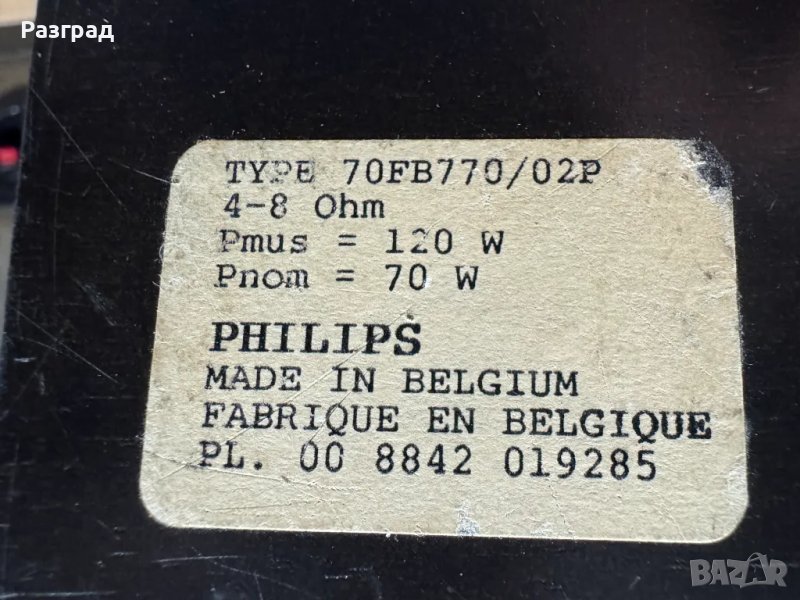 Разград
TYPE 70FB770/02P
4-8 Ohm
Pmus = 120 W
Pnom = 70 W
PHILIPS
MADE IN BELGIUM
FABRIQUE EN BELGIQUE
PL. 00 8842 019285
BAZAR